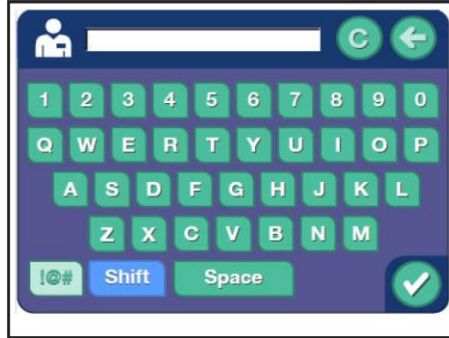 C
1 2 3 4 5 6 7 8 9 0
Q W E R T Y U I O P
A S D F G H J K L
Z X C V B N M
!@# Shift Space